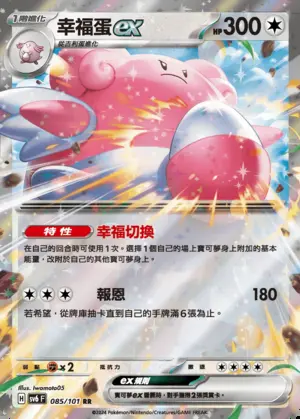 1階進化
幸福蛋ex
HP300
從吉利蛋進化
特性 幸福切換
在自己的回合時可使用1次。選擇1個自己的場上寶可夢身上附加的基本
能量，改附於自己的其他寶可夢身上。
報恩 180
若希望，從牌庫抽直到自己的手牌滿6張為止。
弱點 ×2 抵抗力
ex規則
寶可夢ex昏厥時，對手獲得2張獎賞卡。
Illus. Iwamoto05
H SV6 F 085/101 RR
©2024 Pokémon/Nintendo/Creatures/GAME FREAK